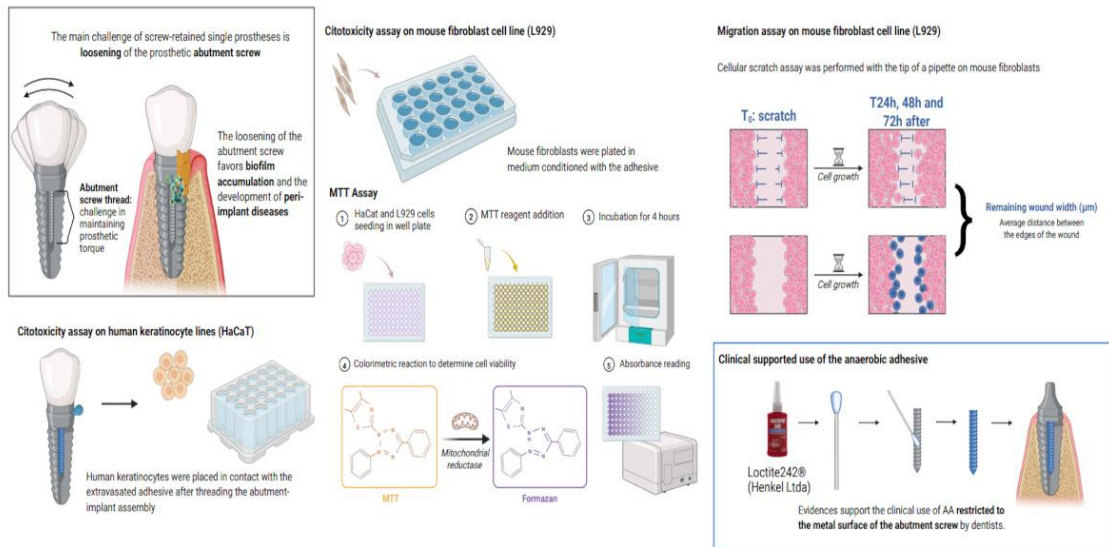 The main challenge of screw-retained single prostheses is
loosening of the prosthetic abutment screw
The loosening of the
abutment screw
favors biofilm
accumulation and the
development of peri-
implant diseases
Abutment
screw thread:
challenge in
maintaining
prosthetic
torque
Citotoxicity assay on human keratinocyte lines (HaCaT)
Human keratinocytes were placed in contact with the
extravasated adhesive after threading the abutment-
implant assembly
Citotoxicity assay on mouse fibroblast cell line (L929)
Mouse fibroblasts were plated in
medium conditioned with the adhesive
MTT Assay
1
HaCat and L929 cells
seeding in well plate
2
MTT reagent addition
3
Incubation for 4 hours
4
Colorimetric reaction to determine cell viability
5
Absorbance reading
Mitochondrial
reductase
MTT
Formazan
Migration assay on mouse fibroblast cell line (L929)
Cellular scratch assay was performed with the tip of a pipette on mouse fibroblasts
T0: scratch
T24h, 48h and
72h after
Cell growth
Cell growth
Remaining wound width (μm)
Average distance between
the edges of the wound
Clinical supported use of the anaerobic adhesive
Loctite242®
(Henkel Ltda)
Evidences support the clinical use of AA restricted to
the metal surface of the abutment screw by dentists.